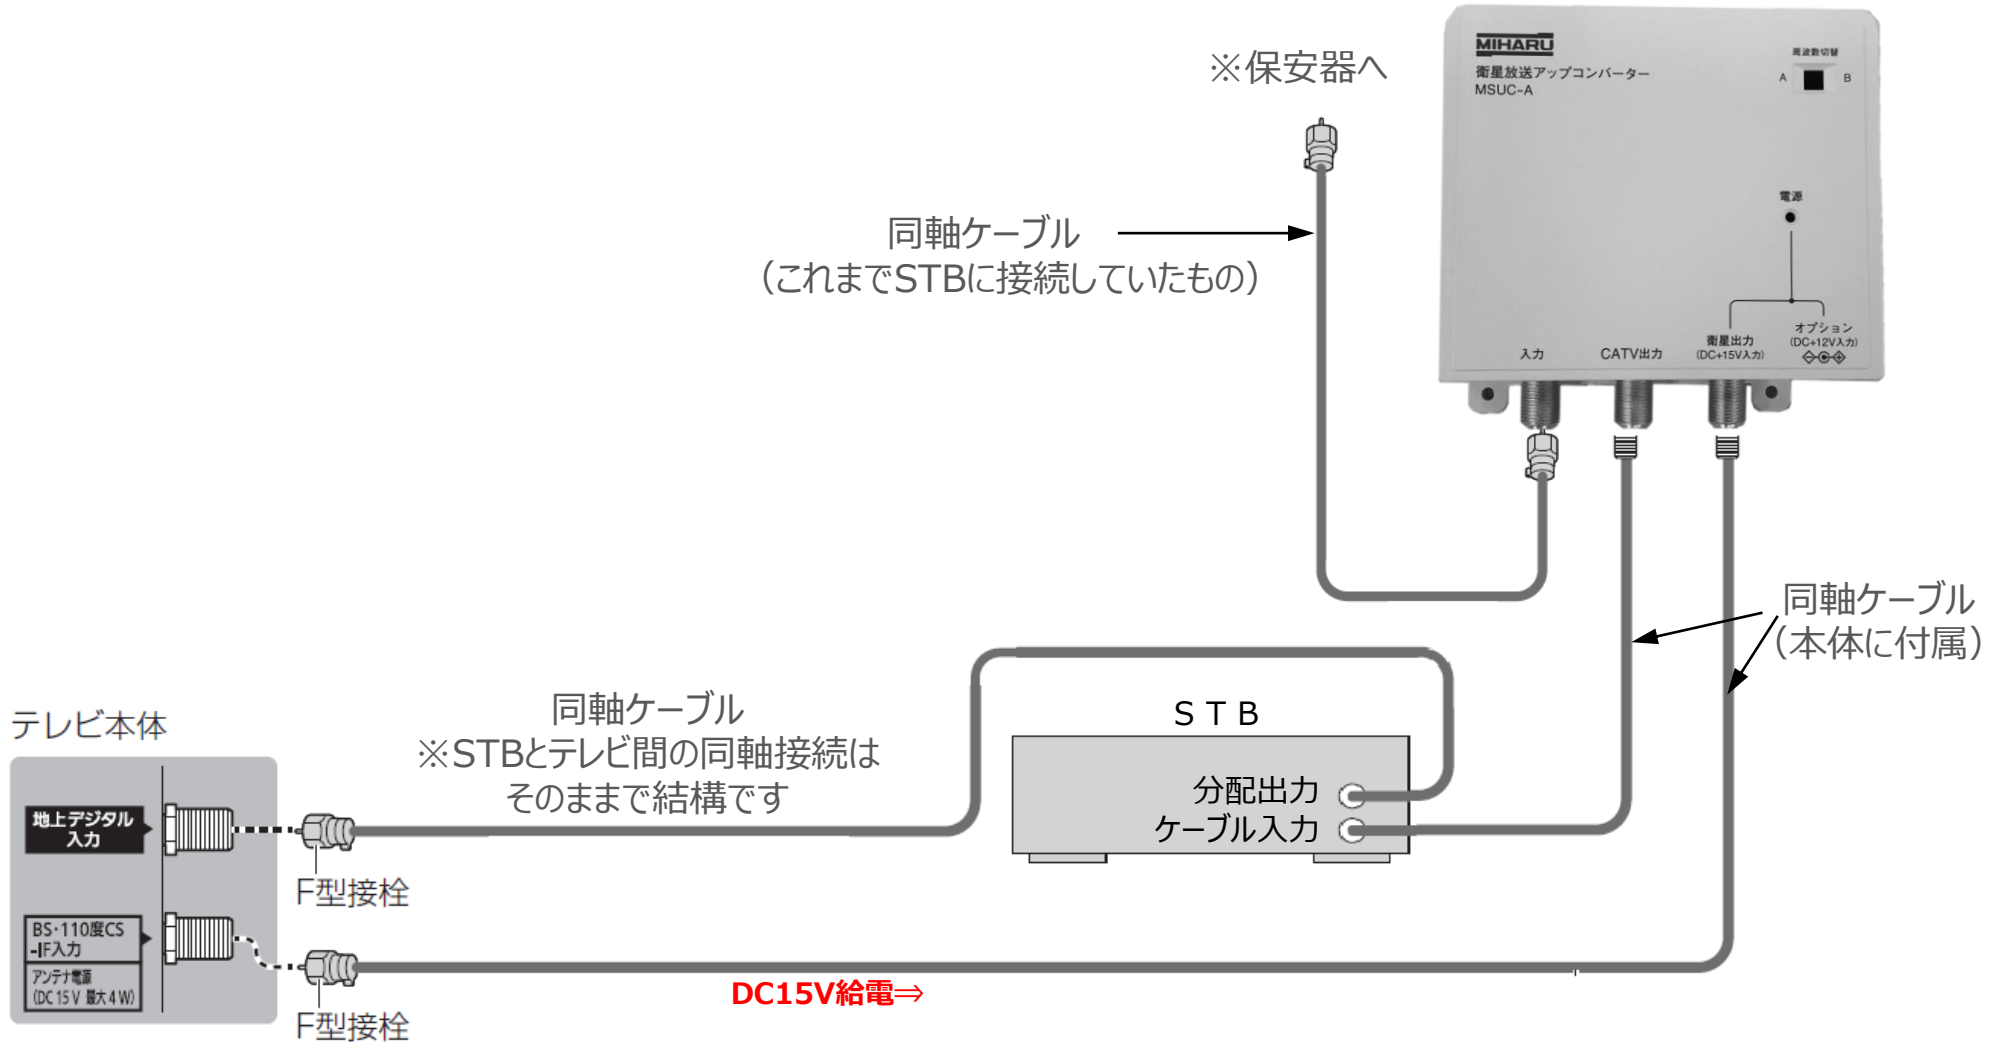 ※保安器へ
MIHARU
衛星放送アップコンバーター
MSUC-A
周波数切替
A B
電源
同軸ケーブル
（これまでSTBに接続していたもの）
入力
CATV出力
衛星出力
(DC+15V入力)
オプション
(DC+12V入力)
同軸ケーブル
（本体に付属）
同軸ケーブル
※STBとテレビ間の同軸接続は
そのままで結構です
STB
分配出力
ケーブル入力
テレビ本体
地上デジタル
入力
F型接栓
BS・110度CS
-IF入力
アンテナ電源
(DC15V 最大4W)
DC15V給電⇒
F型接栓